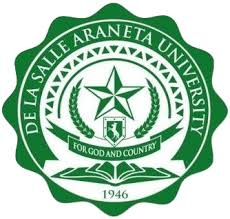 DE LA SALLE ARANETA UNIVERSITY
FOR GOD AND COUNTRY
1946